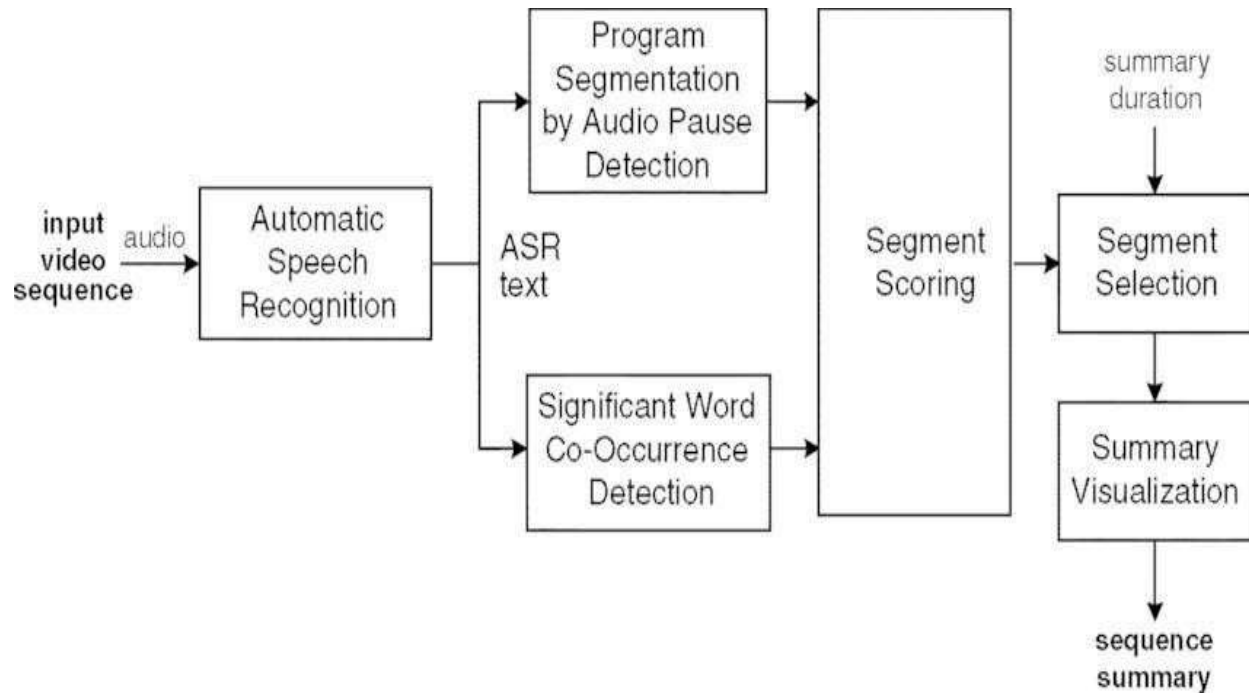 input
video
sequence
audio
Automatic
Speech
Recognition
ASR
text
Program
Segmentation
by Audio Pause
Detection
Significant Word
Co-Occurrence
Detection
Segment
Scoring
summary
duration
Segment
Selection
Summary
Visualization
sequence
summary